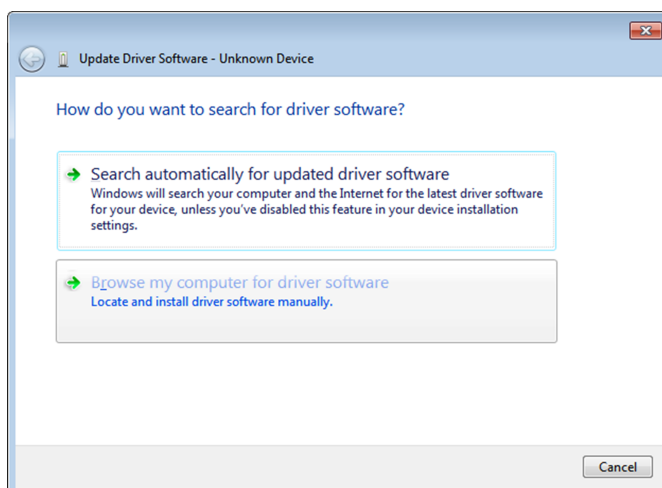 Update Driver Software - Unknown Device
How do you want to search for driver software?
Search automatically for updated driver software
Windows will search your computer and the Internet for the latest driver software
for your device, unless you've disabled this feature in your device installation
settings.
Browse my computer for driver software
Locate and install driver software manually.
Cancel